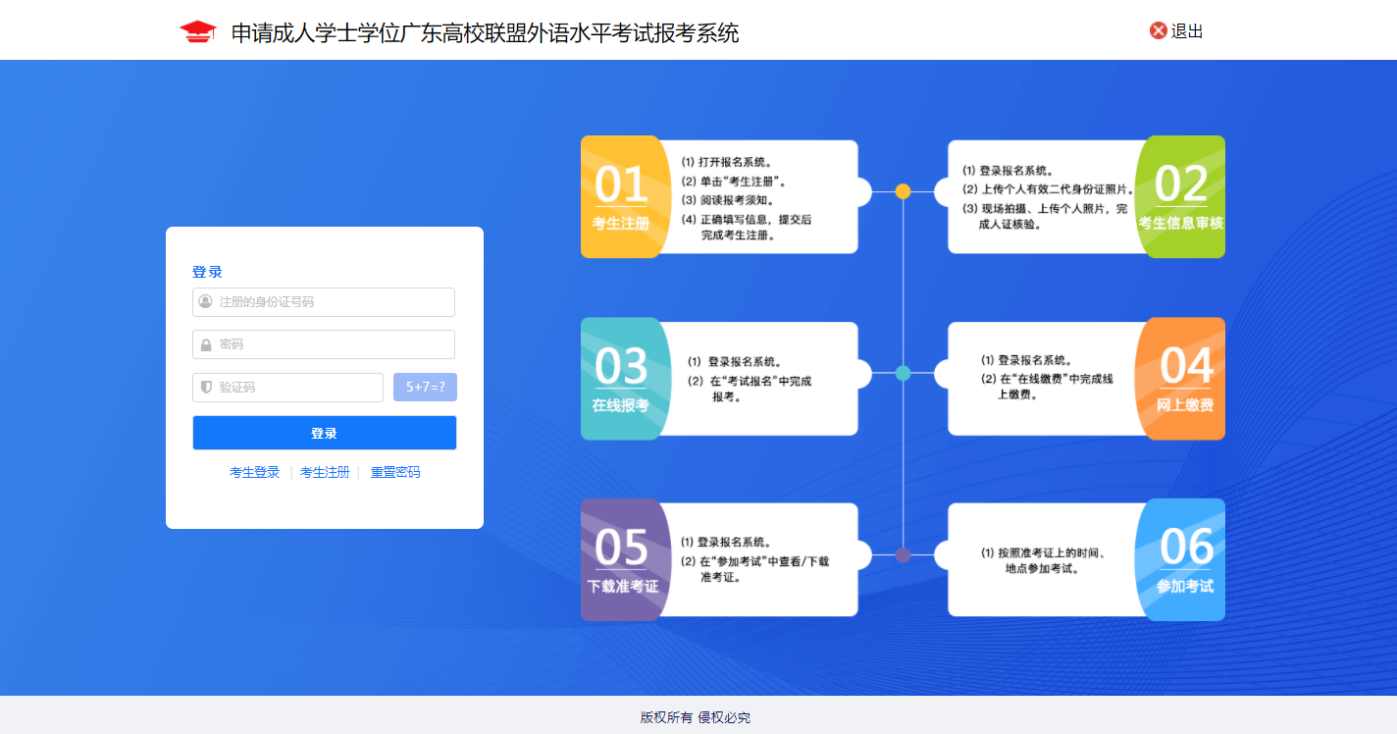 申请成人学士学位广东高校联盟外语水平考试报考系统
退出
登录
注册的身份证号码
密码
验证码
5+7=?
登录
考生登录 | 考生注册 | 重置密码
01
考生注册
(1) 打开报名系统。
(2) 单击“考生注册”。
(3) 阅读报考须知。
(4) 正确填写信息，提交后
完成考生注册。
(1) 登录报名系统。
(2) 上传个人有效二代身份证照片。
(3) 现场拍摄、上传个人照片，完
成人证核验。
02
考生信息审核
03
在线报考
(1) 登录报名系统。
(2) 在“考试报名”中完成
报考。
(1) 登录报名系统。
(2) 在“在线缴费”中完成线
上缴费。
04
网上缴费
05
下载准考证
(1) 登录报名系统。
(2) 在“参加考试”中查看/下载
准考证。
(1) 按照准考证上的时间、
地点参加考试。
06
参加考试
版权所有 侵权必究